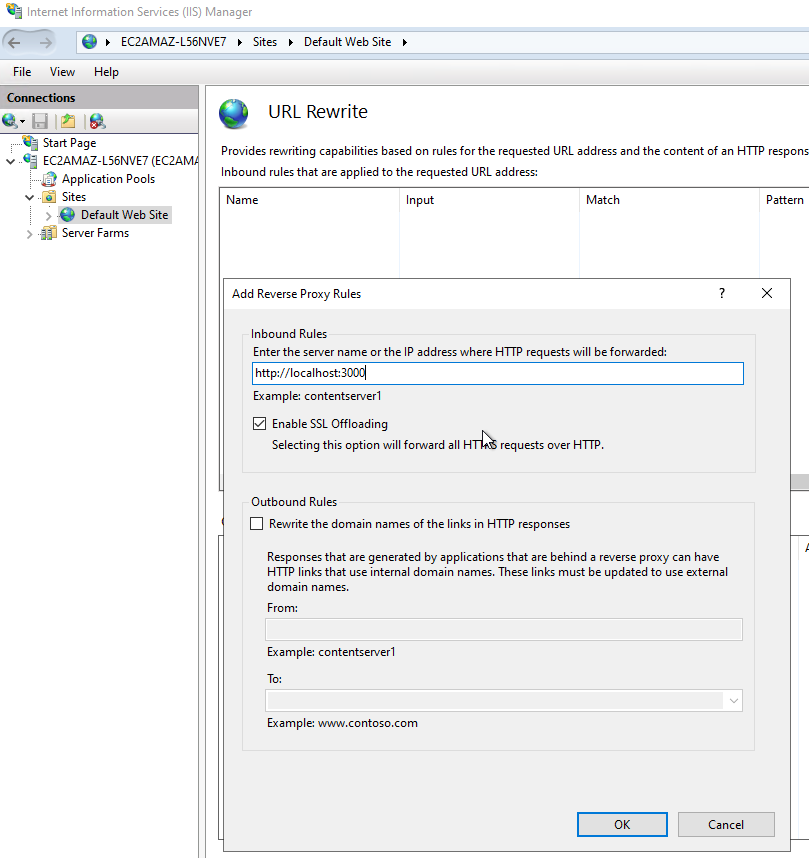 Internet Information Services (IIS) Manager
EC2AMAZ-L56NVE7 Sites Default Web Site
File View Help
Connections
Start Page
EC2AMAZ-L56NVE7 (EC2AMA
Application Pools
Sites
Default Web Site
Server Farms
URL Rewrite
Provides rewriting capabilities based on rules for the requested URL address and the content of an HTTP respons
Inbound rules that are applied to the requested URL address:
Name Input Match Pattern
Add Reverse Proxy Rules ?
Inbound Rules
Enter the server name or the IP address where HTTP requests will be forwarded:
http://localhost:3000
Example: contentserver1
Enable SSL Offloading
Selecting this option will forward all HTTPS requests over HTTP.
Outbound Rules
Rewrite the domain names of the links in HTTP responses
Responses that are generated by applications that are behind a reverse proxy can have
HTTP links that use internal domain names. These links must be updated to use external
domain names.
From:
Example: contentserver1
To:
Example: www.contoso.com
OK Cancel